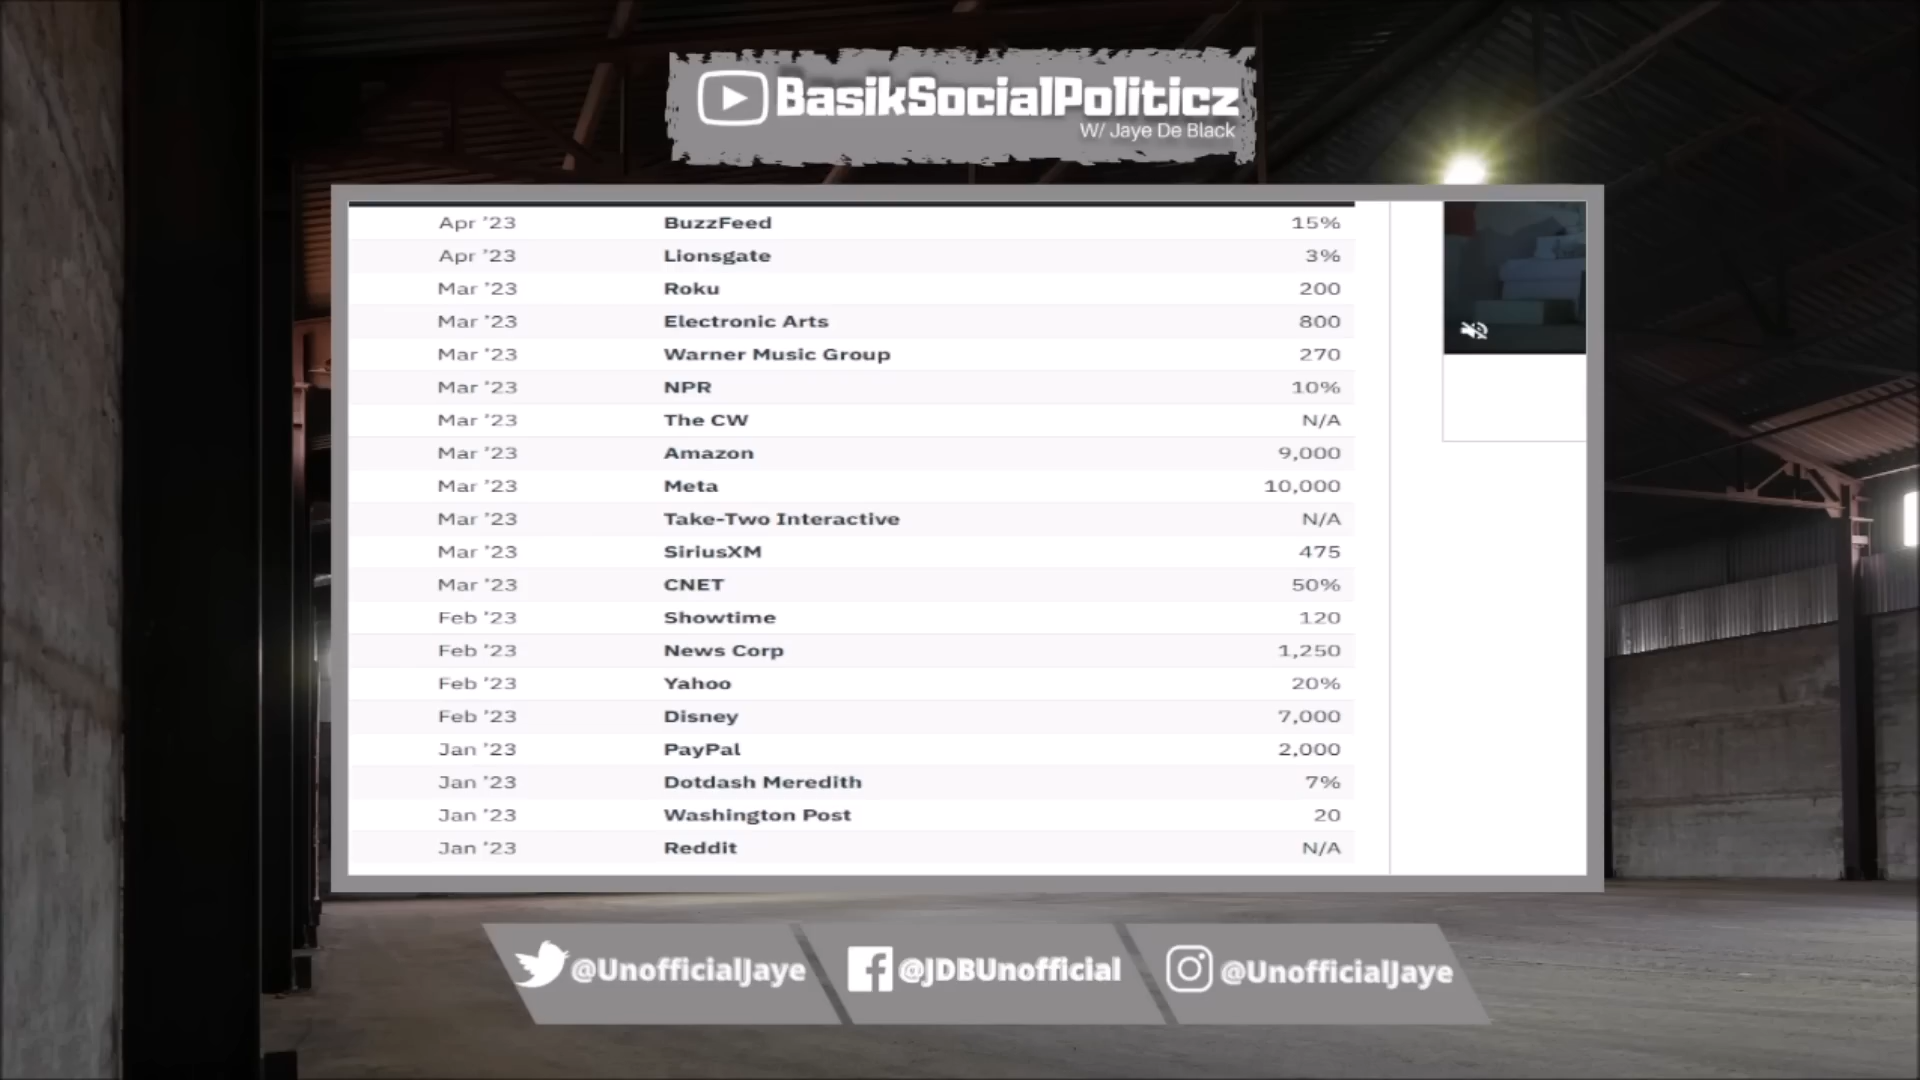 BasikSocialPoliticz
W/ Jaye De Black
Apr '23 BuzzFeed 15%
Apr '23 Lionsgate 3%
Mar '23 Roku 200
Mar '23 Electronic Arts 800
Mar '23 Warner Music Group 270
Mar '23 NPR 10%
Mar '23 The CW N/A
Mar '23 Amazon 9,000
Mar '23 Meta 10,000
Mar '23 Take-Two Interactive N/A
Mar '23 SiriusXM 475
Mar '23 CNET 50%
Feb '23 Showtime 120
Feb '23 News Corp 1,250
Feb '23 Yahoo 20%
Feb '23 Disney 7,000
Jan '23 PayPal 2,000
Jan '23 Dotdash Meredith 7%
Jan '23 Washington Post 20
Jan '23 Reddit N/A
@UnofficialJaye @JDBUnofficial @UnofficialJaye